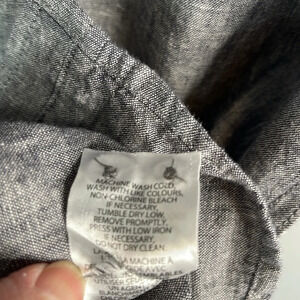 MACHINE WASH COLD,
WASH WITH LIKE COLOURS,
NON-CHLORINE BLEACH
IF NECESSARY,
TUMBLE DRY LOW,
REMOVE PROMPTLY,
PRESS WITH LOW IRON
IF NECESSARY.
DO NOT DRY CLEAN.